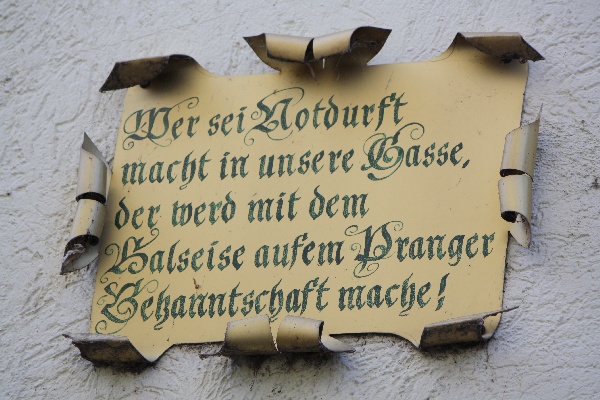 Wer sei Notdurft
macht in unsere Gasse,
der werd mit dem
Halseise aufem Pranger
Bekanntschaft mache!